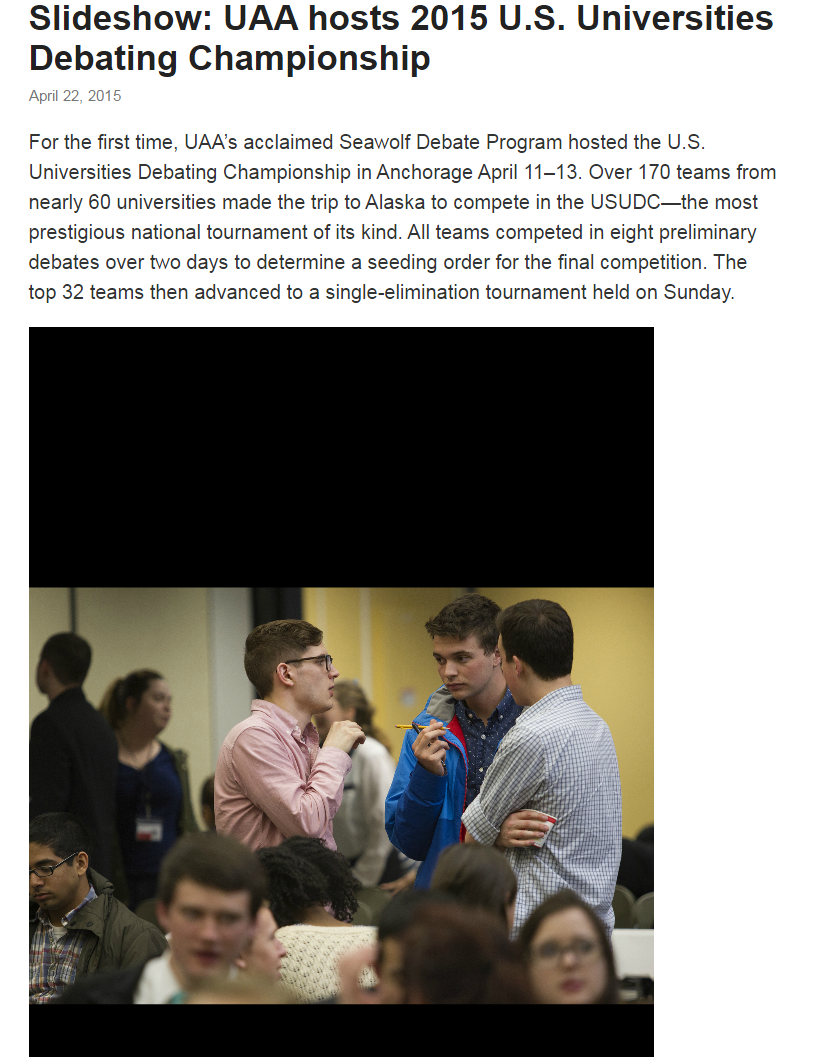 Slideshow: UAA hosts 2015 U.S. Universities
Debating Championship
April 22, 2015
For the first time, UAA’s acclaimed Seawolf Debate Program hosted the U.S.
Universities Debating Championship in Anchorage April 11–13. Over 170 teams from
nearly 60 universities made the trip to Alaska to compete in the USUDC—the most
prestigious national tournament of its kind. All teams competed in eight preliminary
debates over two days to determine a seeding order for the final competition. The
top 32 teams then advanced to a single-elimination tournament held on Sunday.